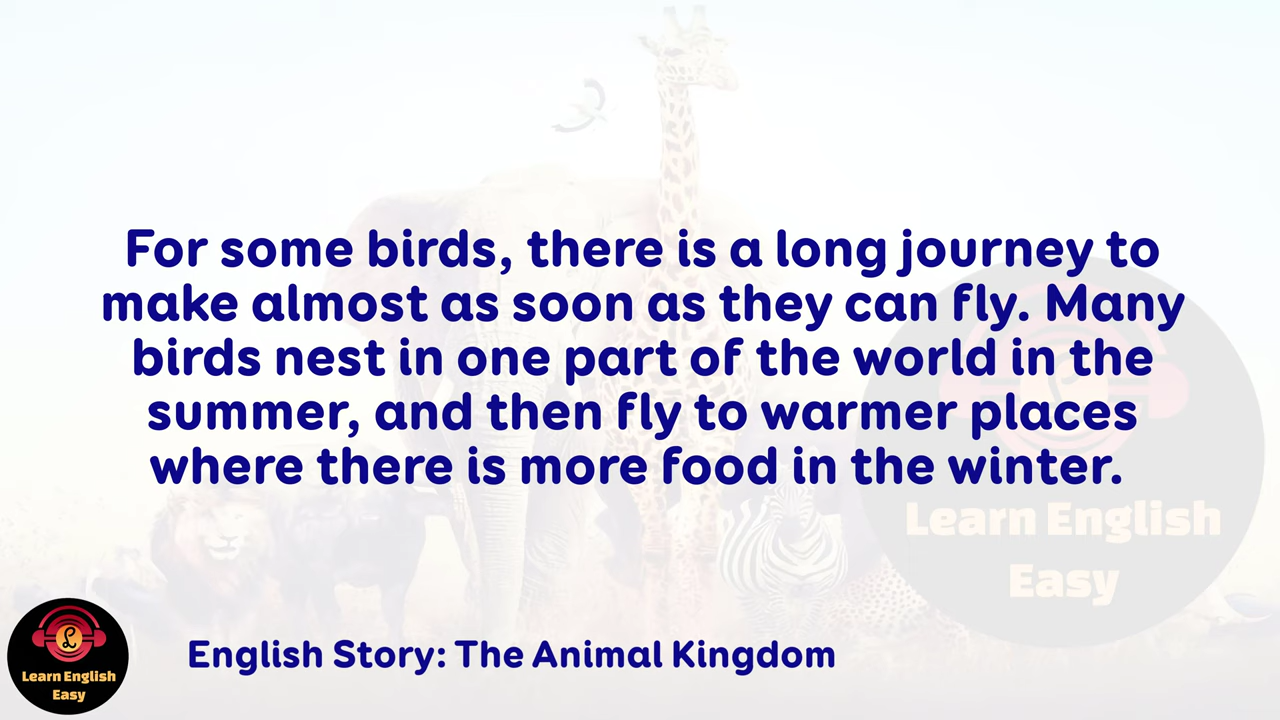 For some birds, there is a long journey to
make almost as soon as they can fly. Many
birds nest in one part of the world in the
summer, and then fly to warmer places
where there is more food in the winter.
Learn English
Easy
Learn English
Easy
English Story: The Animal Kingdom